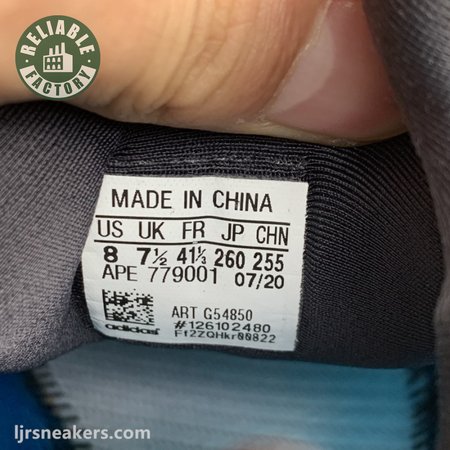 RELIABLE
FACTORY
MADE IN CHINA
US UK FR JP CHN
8 7½ 41⅓ 260 255
APE 779001 07/20
ART G54850
adidas #126102480
Ff2ZQHkr00822
ljrsneakers.com